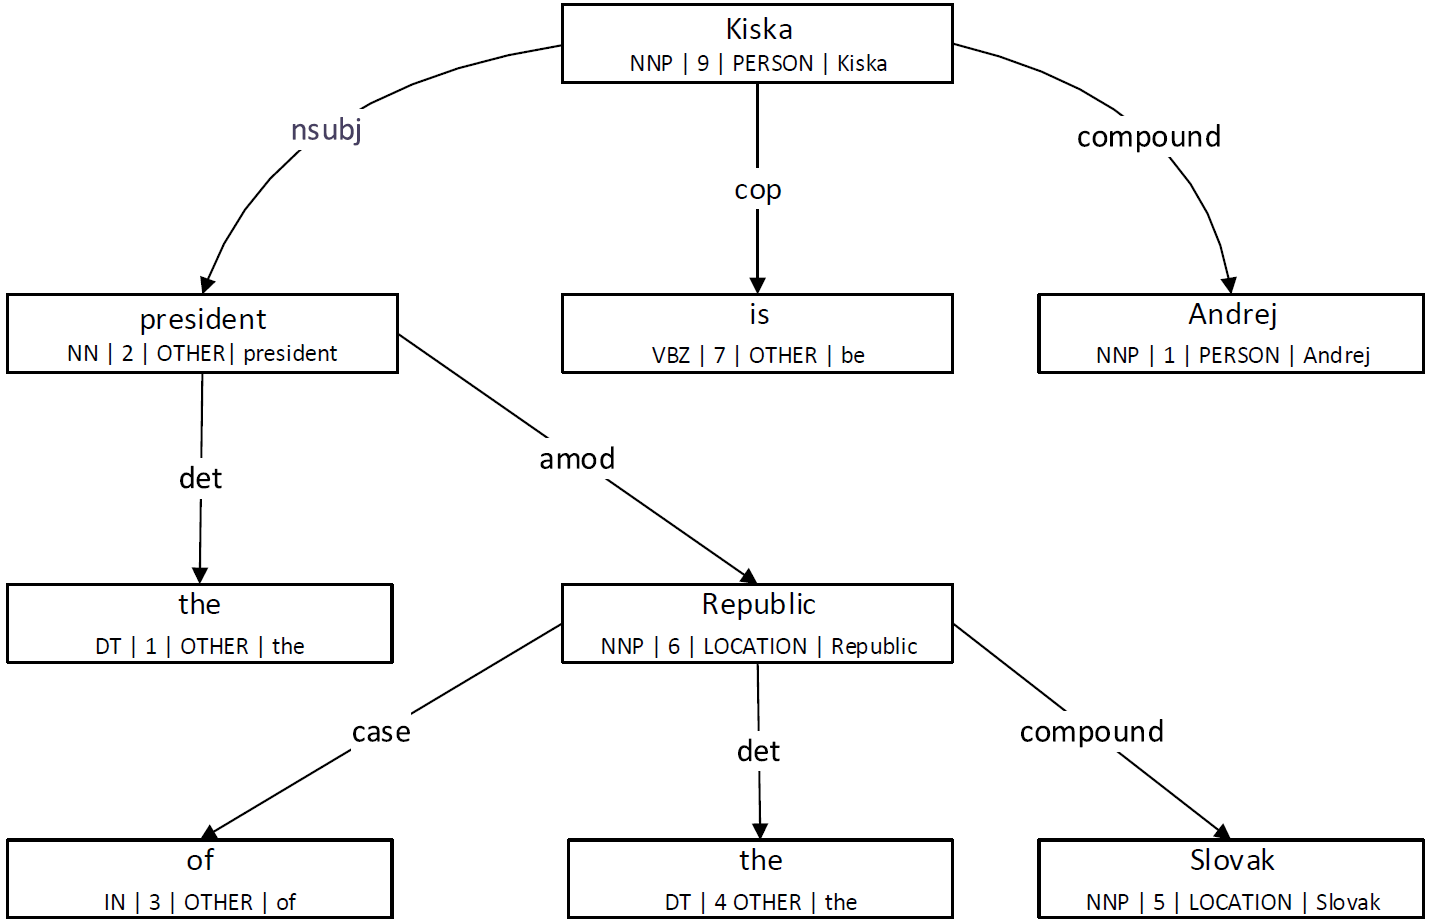 Kiska
NNP | 9 | PERSON | Kiska
nsubj
compound
cop
president
NN | 2 | OTHER| president
is
VBZ | 7 | OTHER | be
Andrej
NNP | 1 | PERSON | Andrej
det
amod
the
DT | 1 | OTHER | the
Republic
NNP | 6 | LOCATION | Republic
case
det
compound
of
IN | 3 | OTHER | of
the
DT | 4 OTHER | the
Slovak
NNP | 5 | LOCATION | Slovak